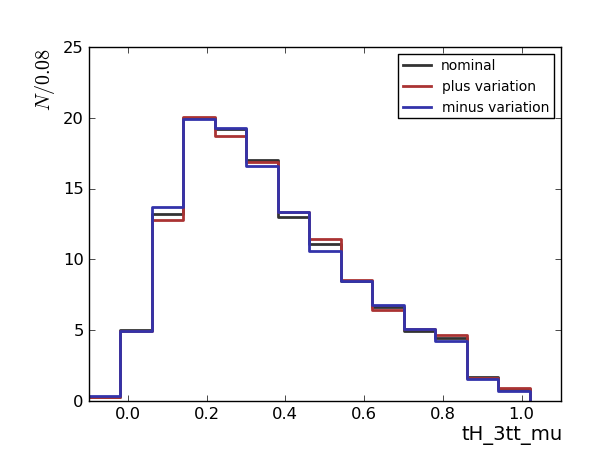 N/0.08
25
20
15
10
5
0
0.0 0.2 0.4 0.6 0.8 1.0
tH_3tt_mu
nominal
plus variation
minus variation